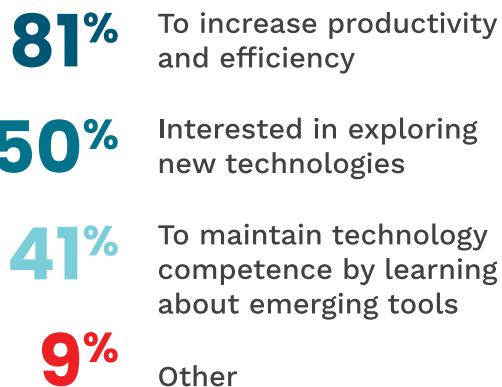 81%
To increase productivity
and efficiency
50%
Interested in exploring
new technologies
41%
To maintain technology
competence by learning
about emerging tools
9%
Other